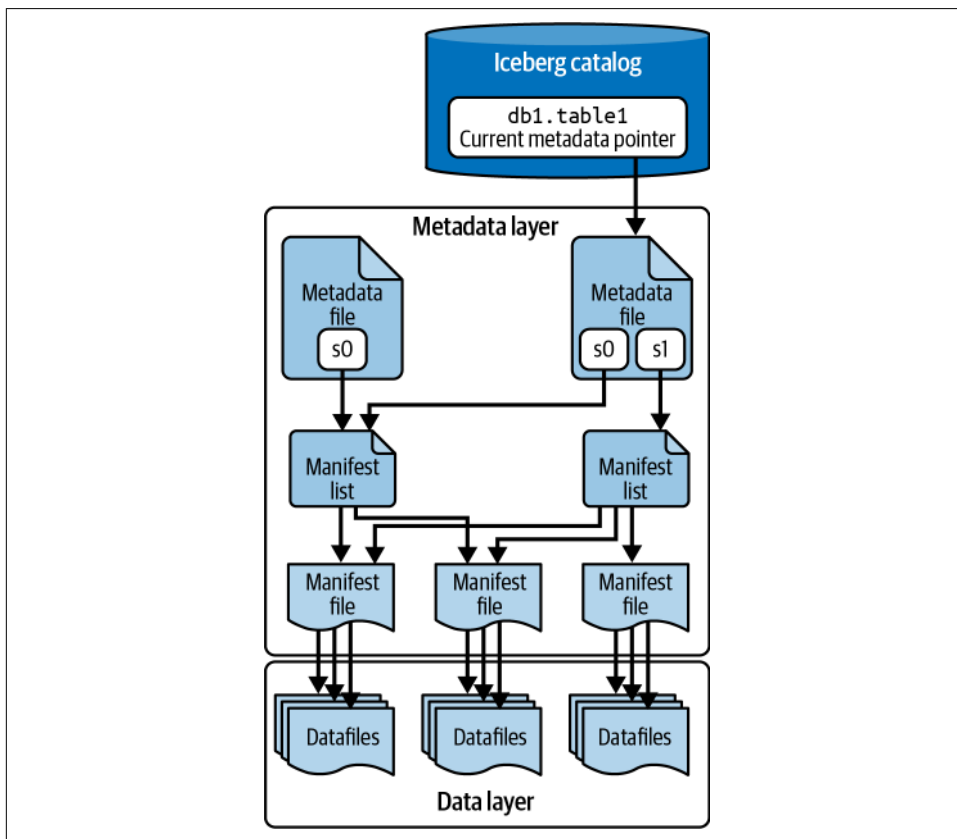 Iceberg catalog
db1.table1
Current metadata pointer
Metadata layer
Metadata
file
s0
Metadata
file
s0
s1
Manifest
list
Manifest
list
Manifest
file
Manifest
file
Manifest
file
Datafiles
Datafiles
Datafiles
Data layer